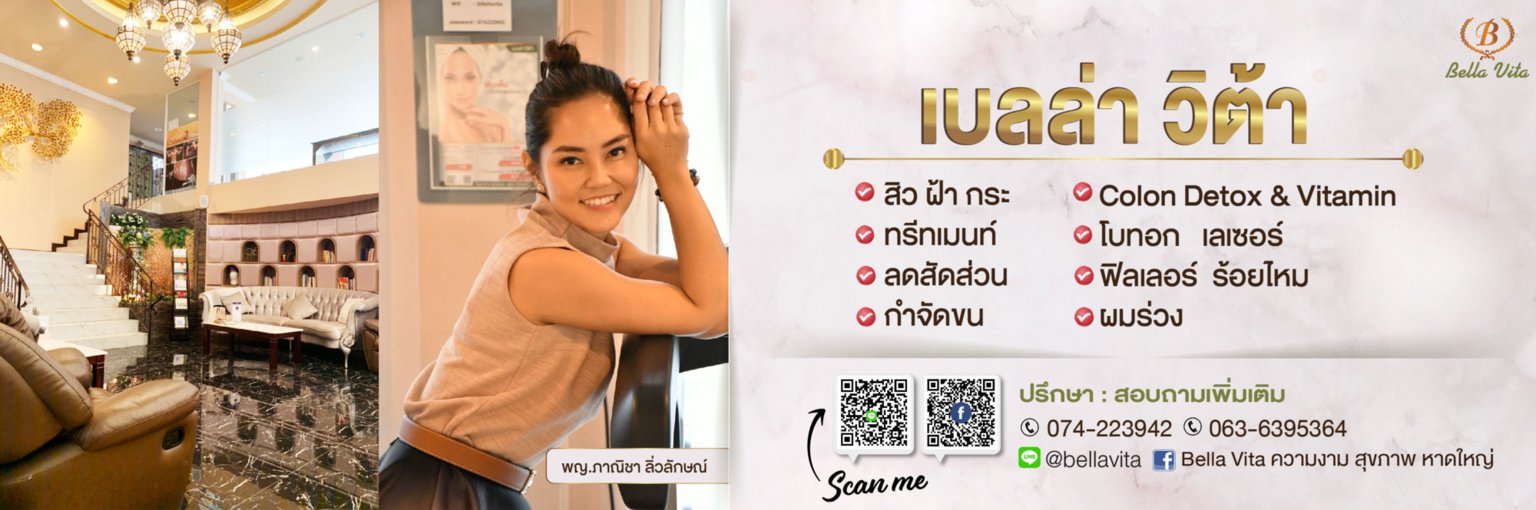 Wifi : @Bellavita
password : 074223942
พญ.ภาณิชา ลิ่วลักษณ์
B
Bella Vita
เบลล่า วิต้า
สิว ฝ้า กระ
ทรีทเมนท์
ลดสัดส่วน
กำจัดขน
Colon Detox & Vitamin
โบทอก เลเซอร์
ฟิลเลอร์ ร้อยไหม
ผมร่วง
Scan me
ปรึกษา : สอบถามเพิ่มเติม
074-223942 063-6395364
LINE @bellavita f Bella Vita ความงาม สุขภาพ หาดใหญ่